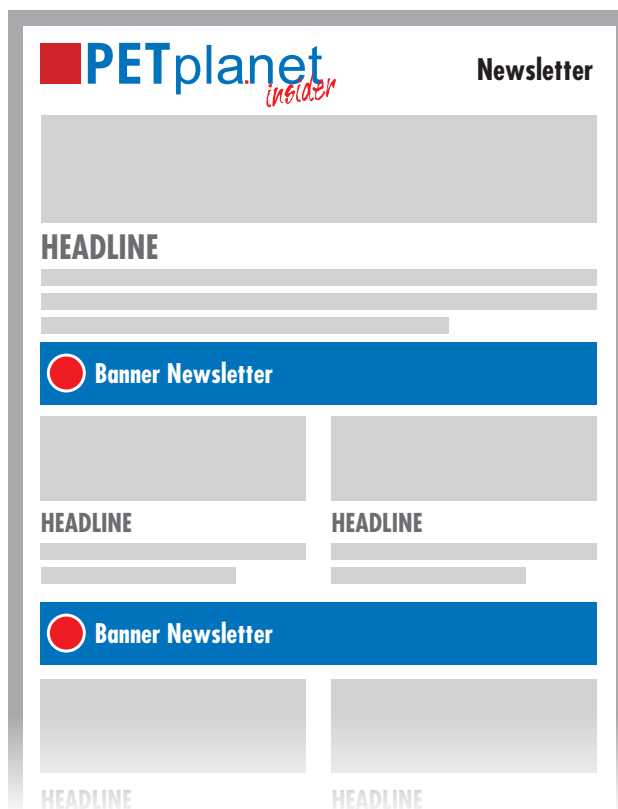 PETplanet
insider
Newsletter
HEADLINE
Banner Newsletter
HEADLINE HEADLINE
Banner Newsletter
HEADLINE HEADLINE